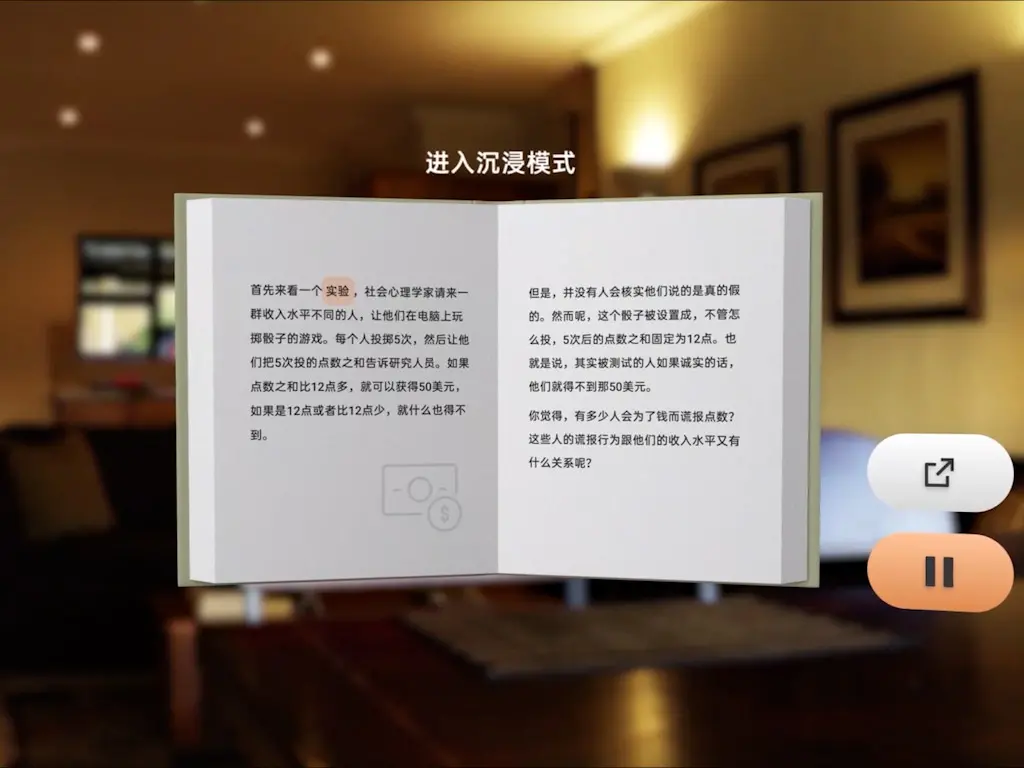 进入沉浸模式
首先来看一个实验，社会心理学家请来一
群收入水平不同的人，让他们在电脑上玩
掷骰子的游戏。每个人投掷5次，然后让他
们把5次投的点数之和告诉研究人员。如果
点数之和比12点多，就可以获得50美元，
如果是12点或者比12点少，就什么也得不
到。
$
但是，并没有人会核实他们说的是真的假
的。然而呢，这个骰子被设置成，不管怎
么投，5次后的点数之和固定为12点。也
就是说，其实被测试的人如果诚实的话，
他们就得不到那50美元。
你觉得，有多少人会为了钱而谎报点数？
这些人的谎报行为跟他们的收入水平又有
什么关系呢？